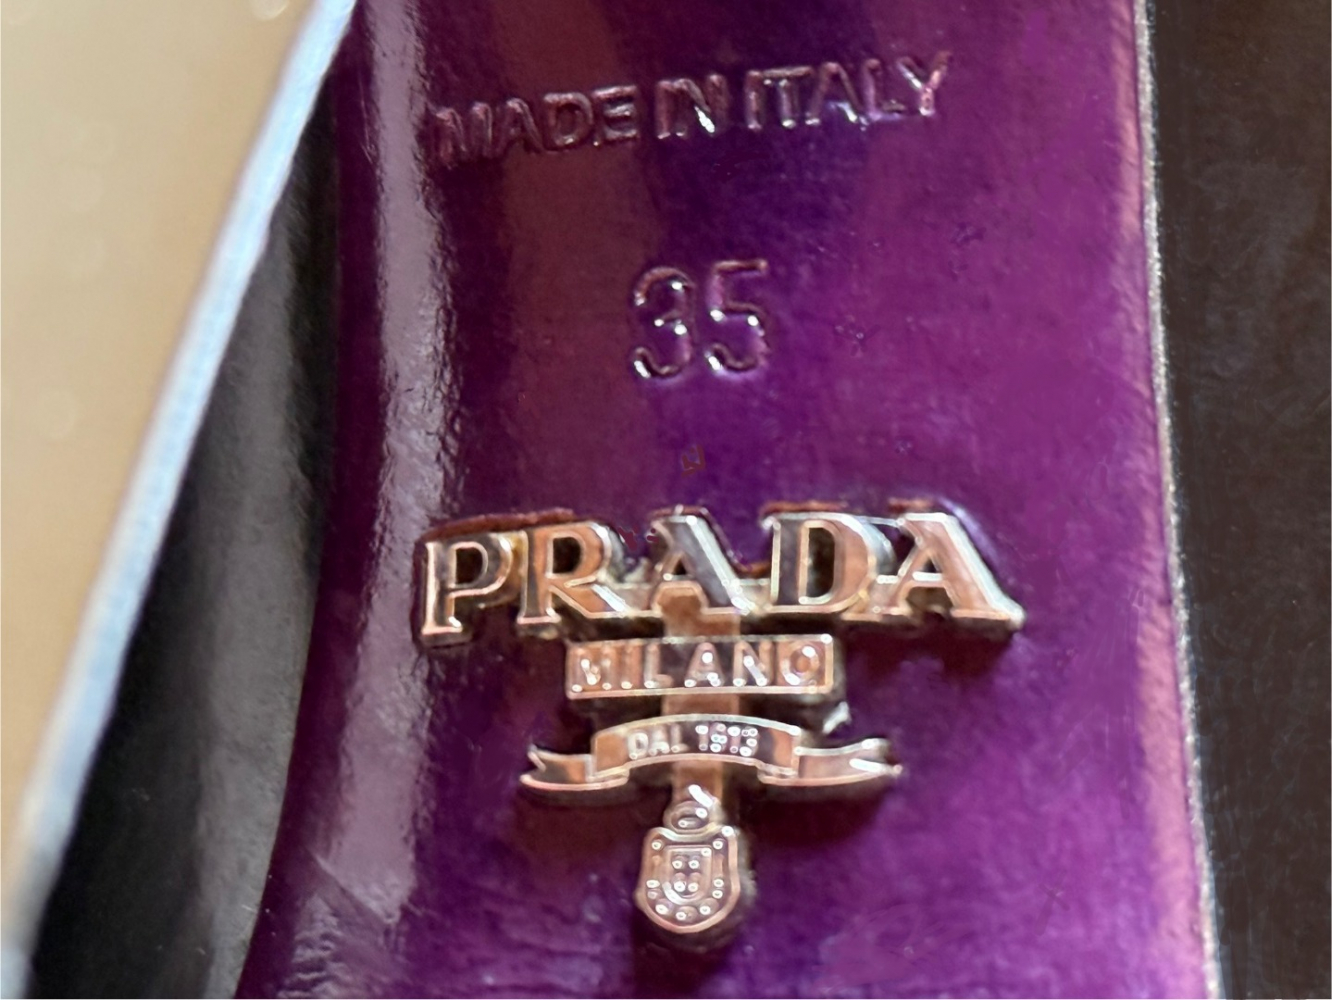 MADE IN ITALY
35
PRADA
MILANO
DAL 1913